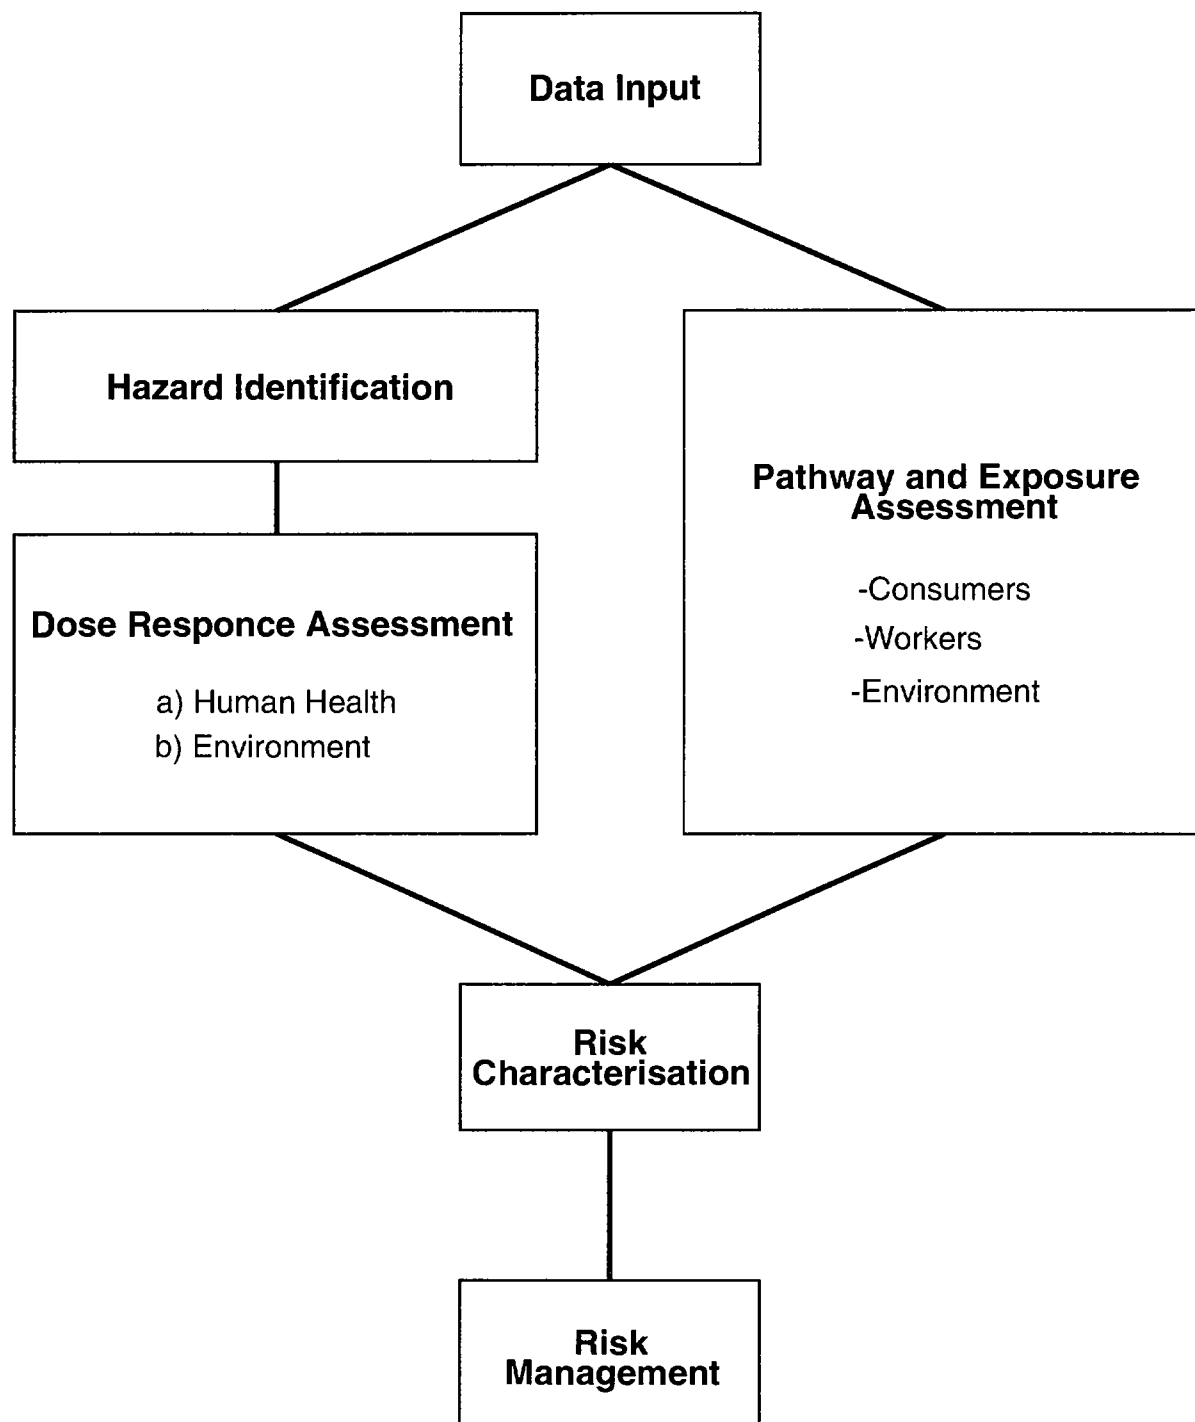 Data Input
Hazard Identification
Dose Responce Assessment
a) Human Health
b) Environment
Pathway and Exposure
Assessment
-Consumers
-Workers
-Environment
Risk
Characterisation
Risk
Management